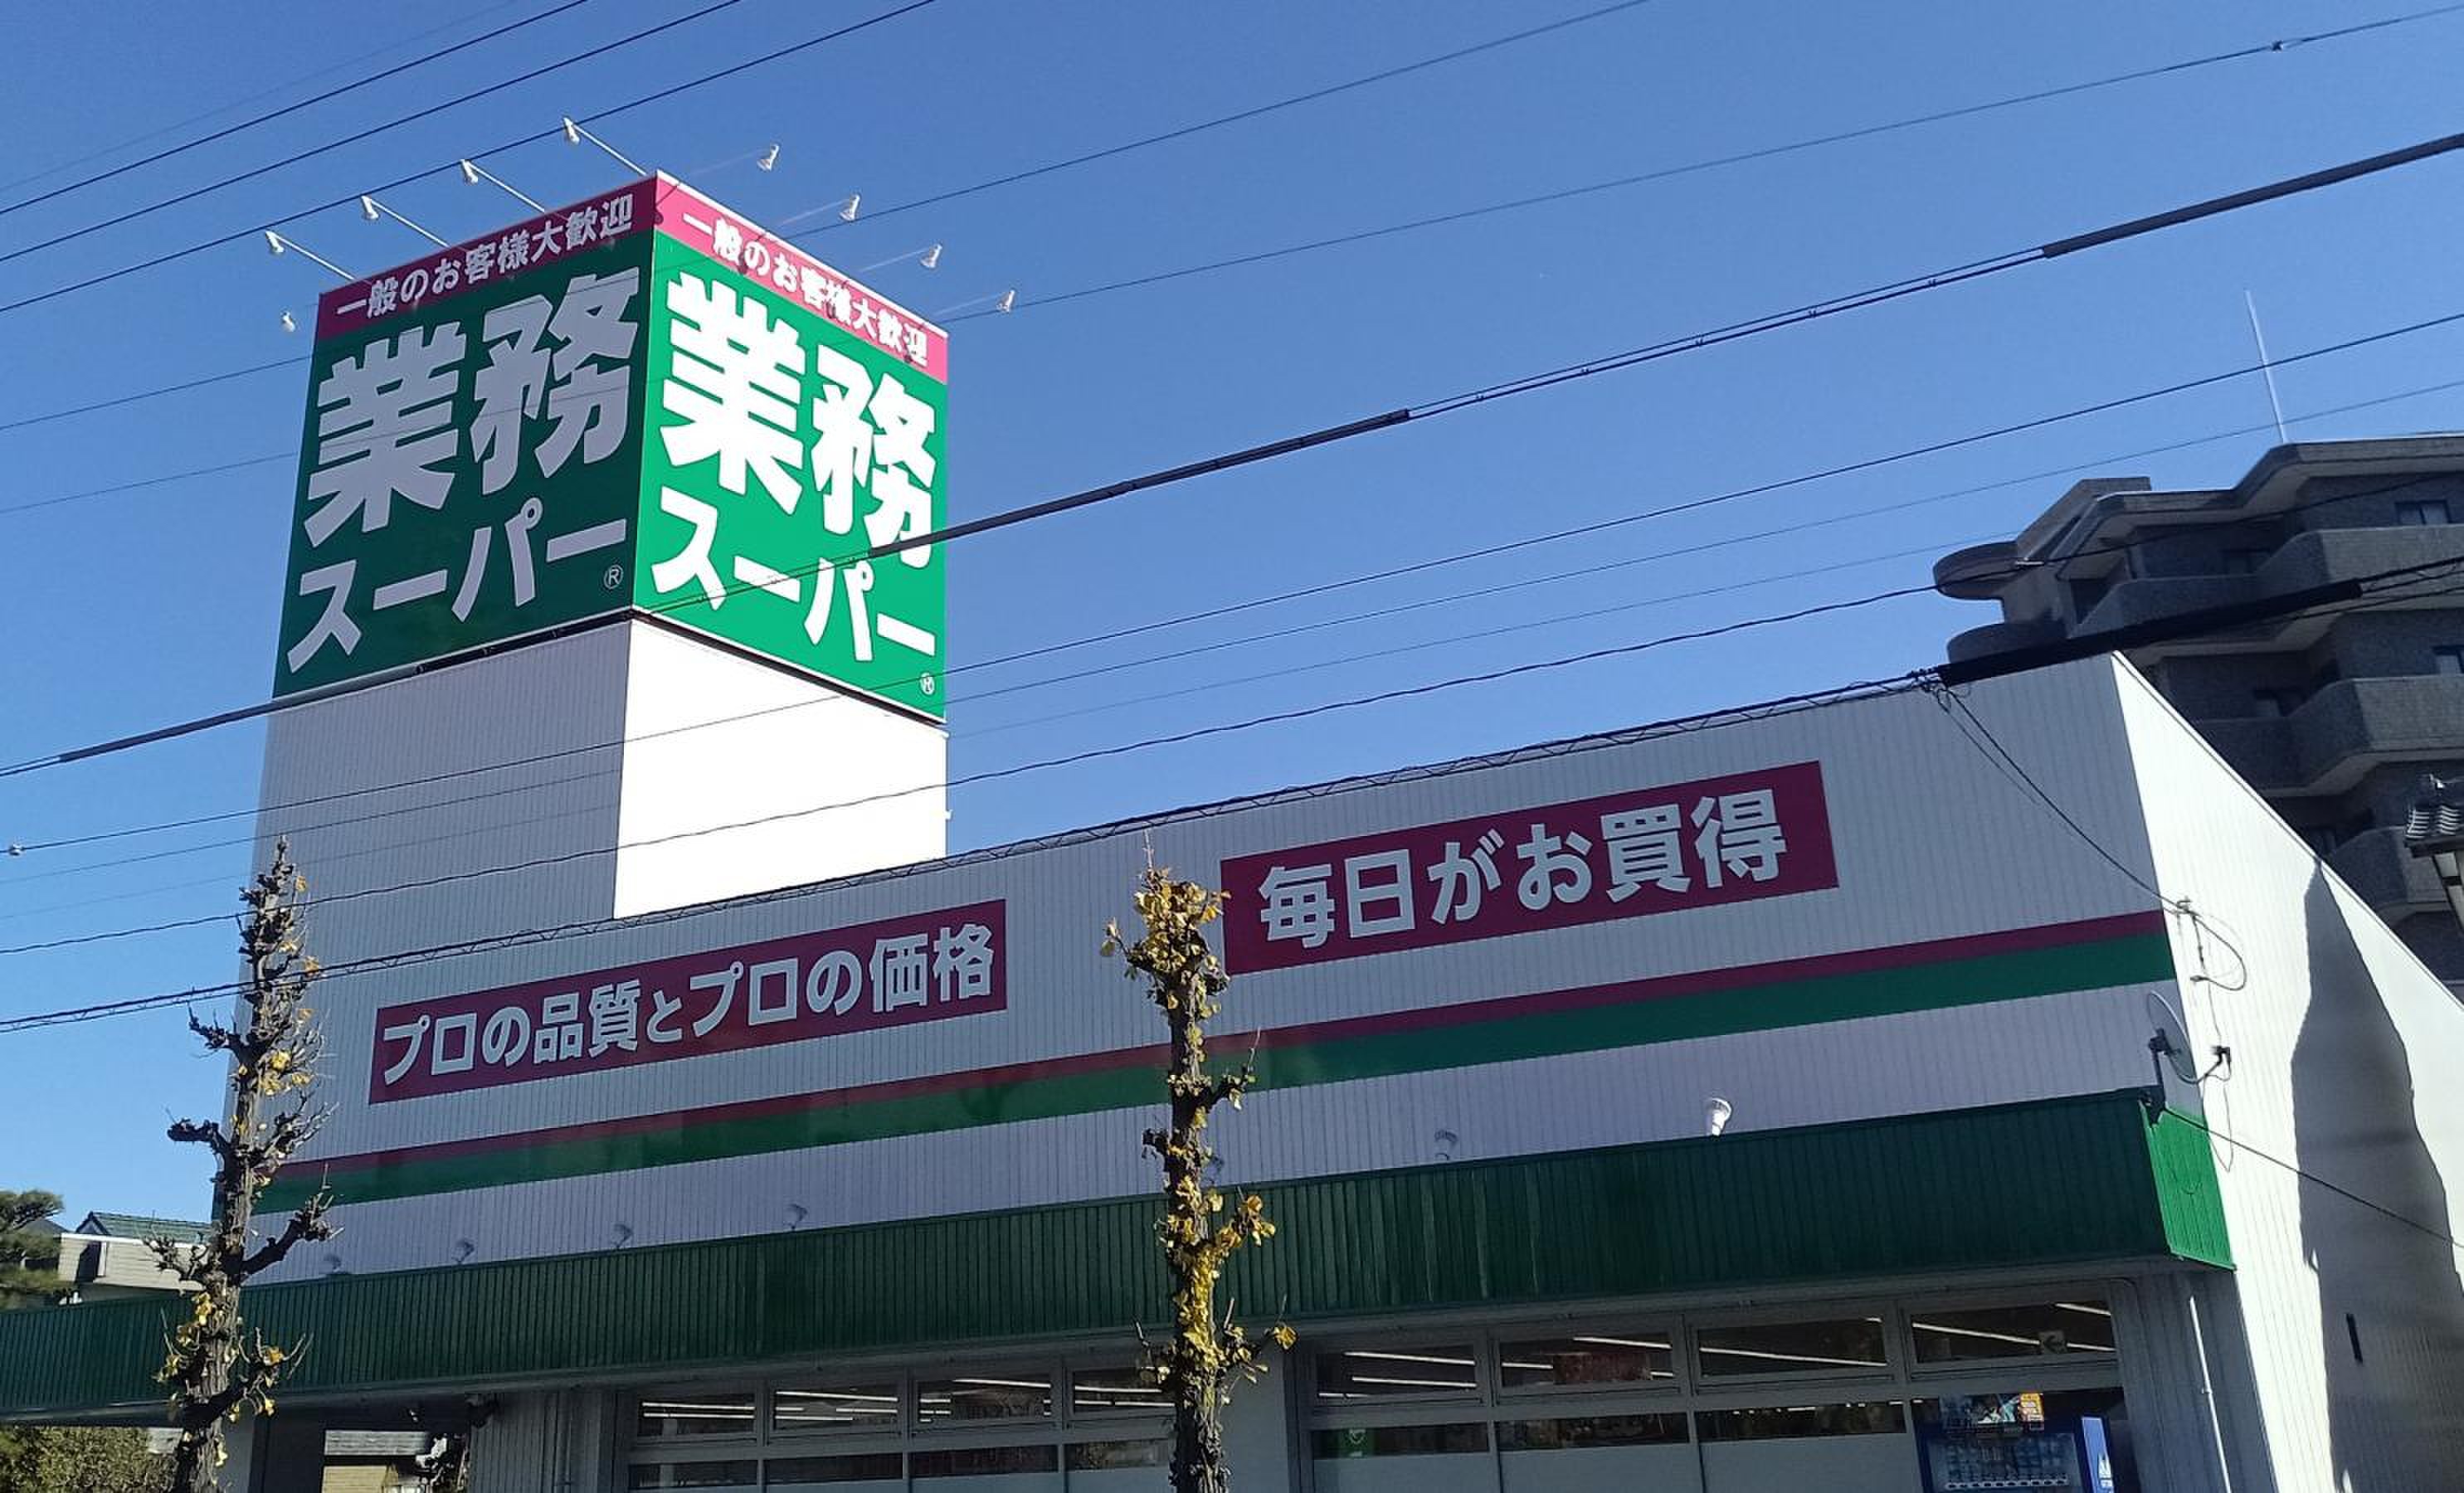 一般のお客様大歓迎
業務
スーパー®
一般のお客様大歓迎
業務
スーパー®
プロの品質とプロの価格
毎日がお買得